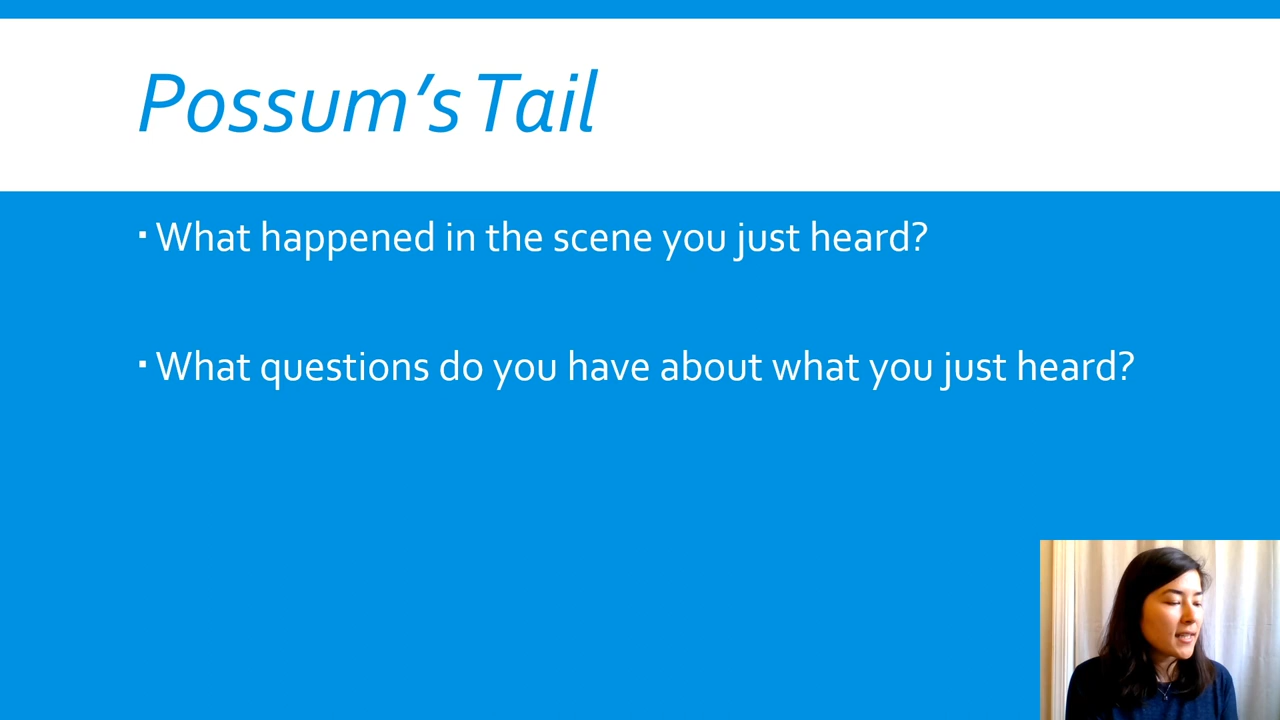 Possum’s Tail
▪ What happened in the scene you just heard?
▪ What questions do you have about what you just heard?